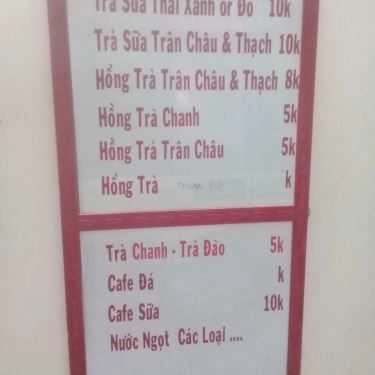 Trà Sữa Thái Xanh or Đỏ 10k
Trà Sữa Trân Châu & Thạch 10k
Hồng Trà Trân Châu & Thạch 8k
Hồng Trà Chanh 5k
Hồng Trà Trân Châu 5k
Hồng Trà k
Trà Chanh - Trà Đào 5k
Cafe Đá k
Cafe Sữa 10k
Nước Ngọt Các Loại ....